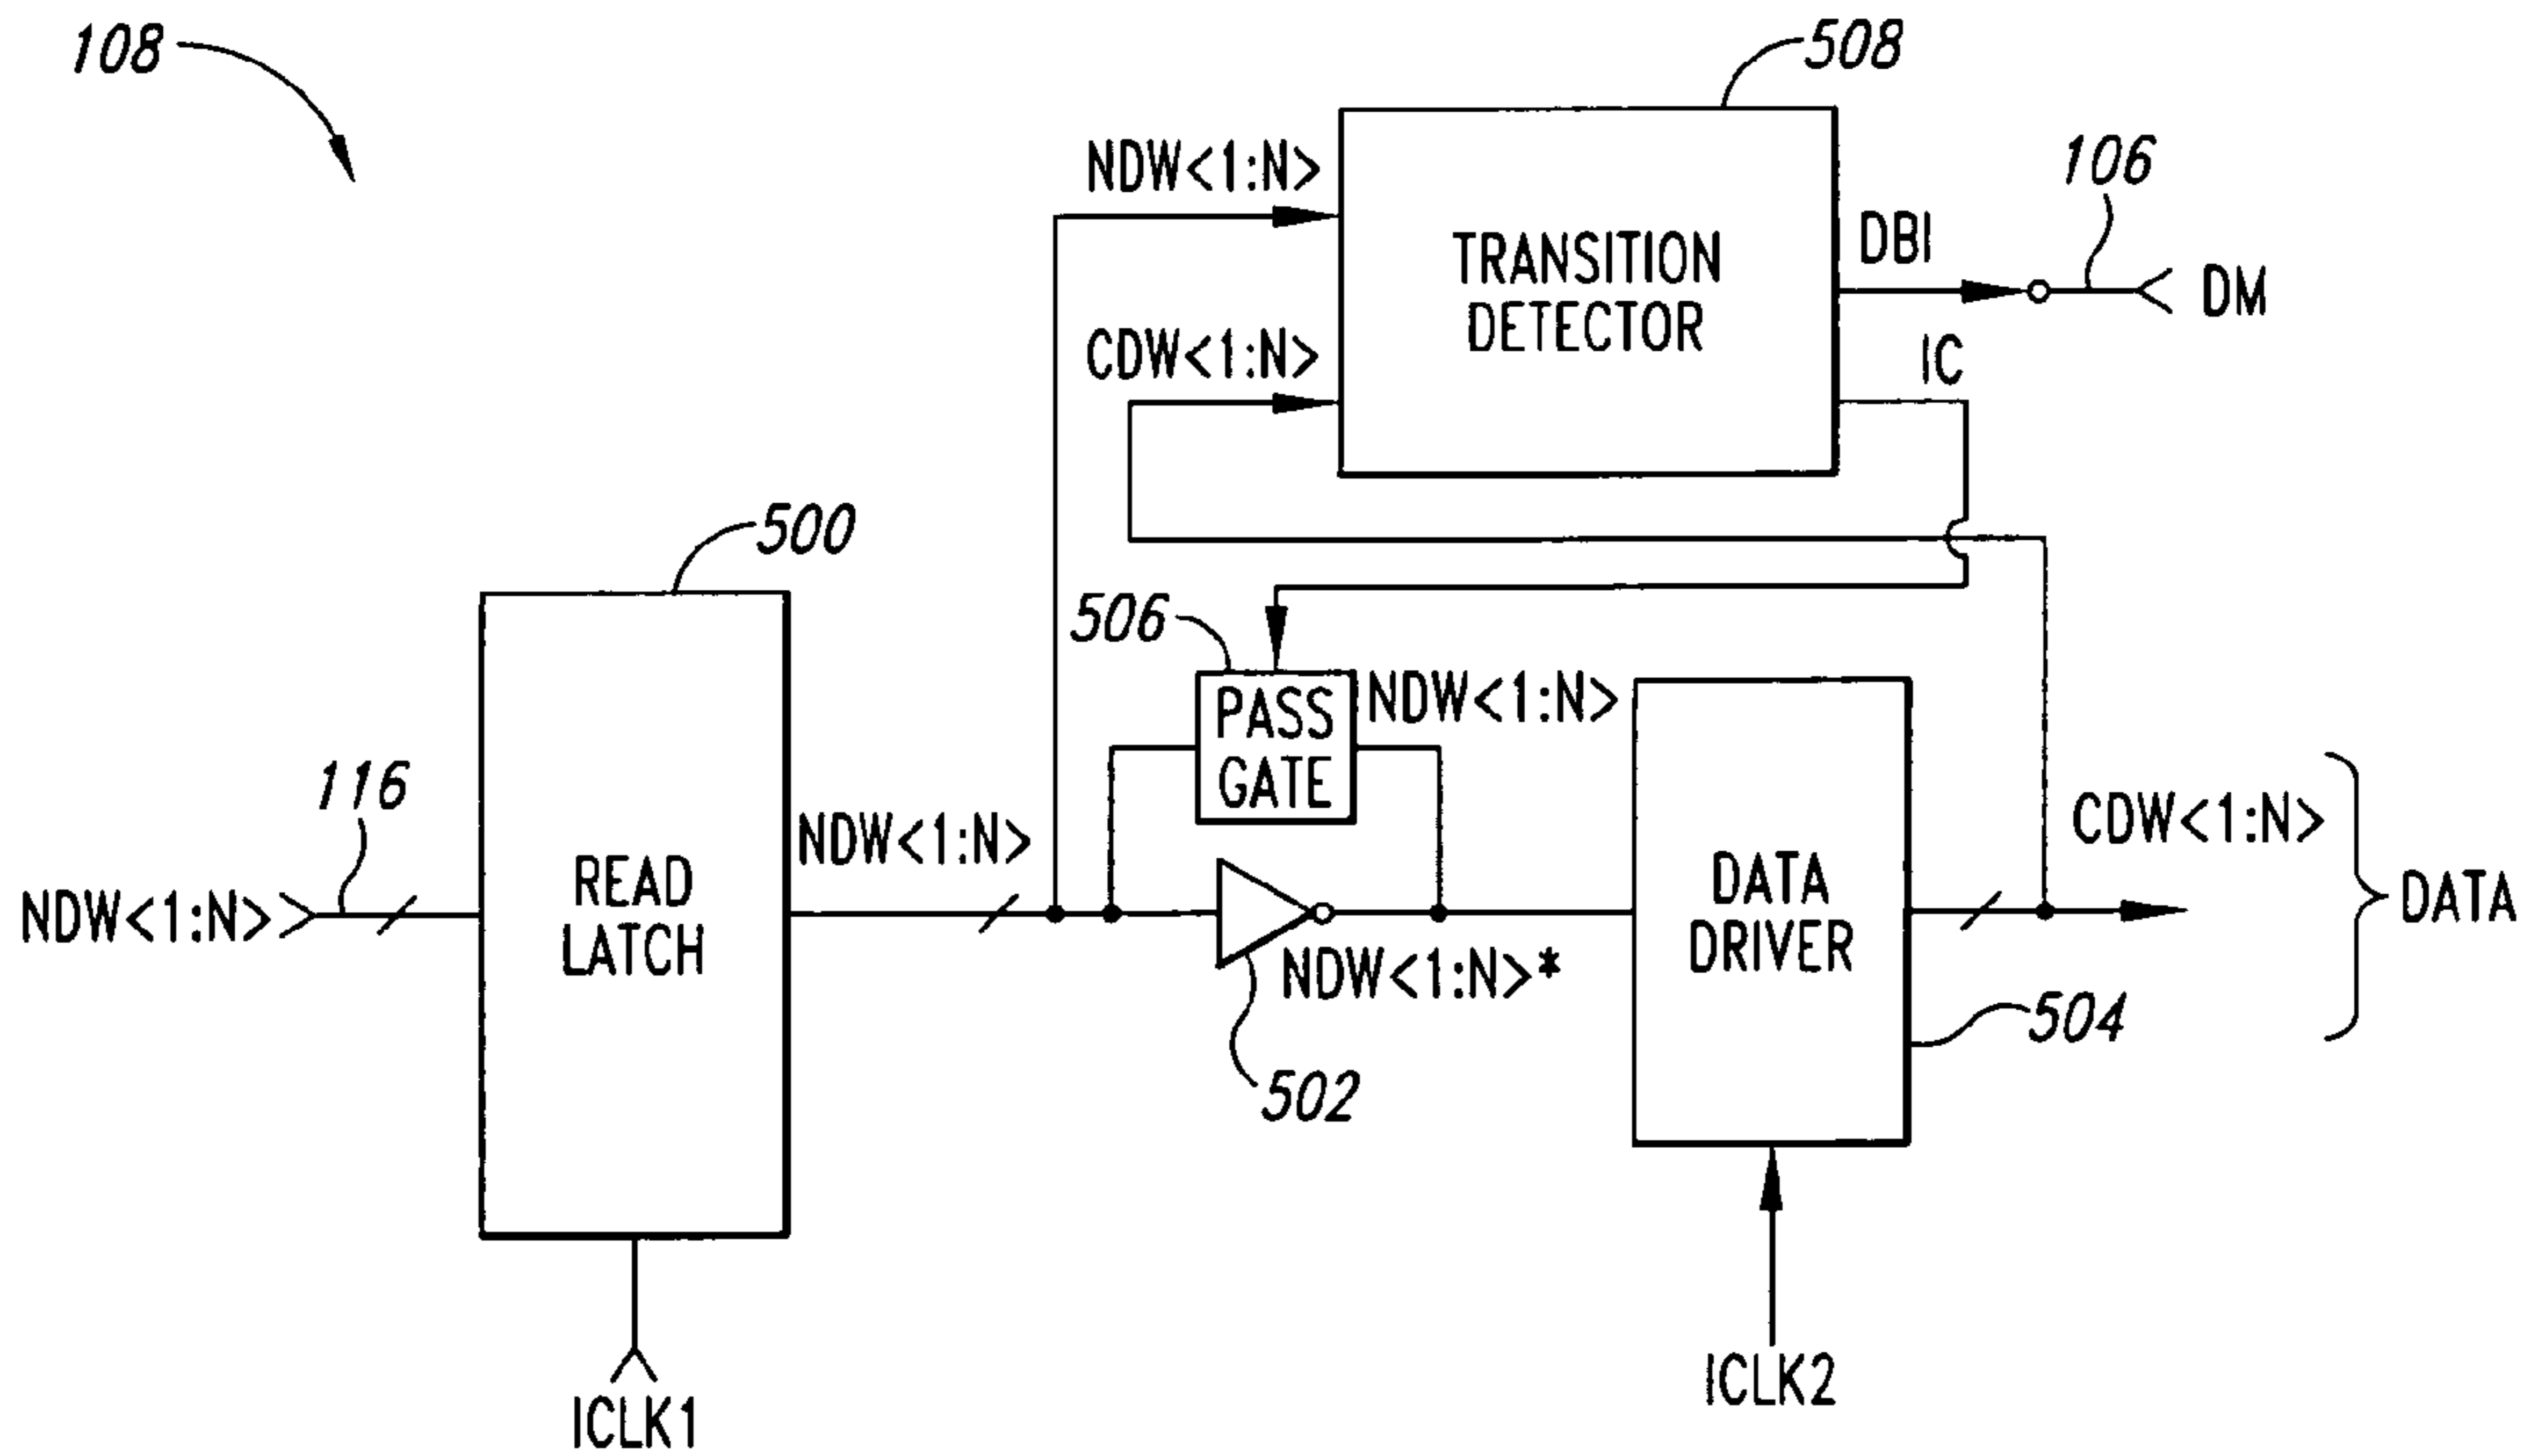 108
508
NDW<1:N>
TRANSITION
DETECTOR
DBI
106
DM
CDW<1:N>
IC
500
506
PASS
GATE
NDW<1:N>
116
NDW<1:N>
READ
LATCH
NDW<1:N>
NDW<1:N>*
502
DATA
DRIVER
CDW<1:N>
DATA
504
ICLK1
ICLK2